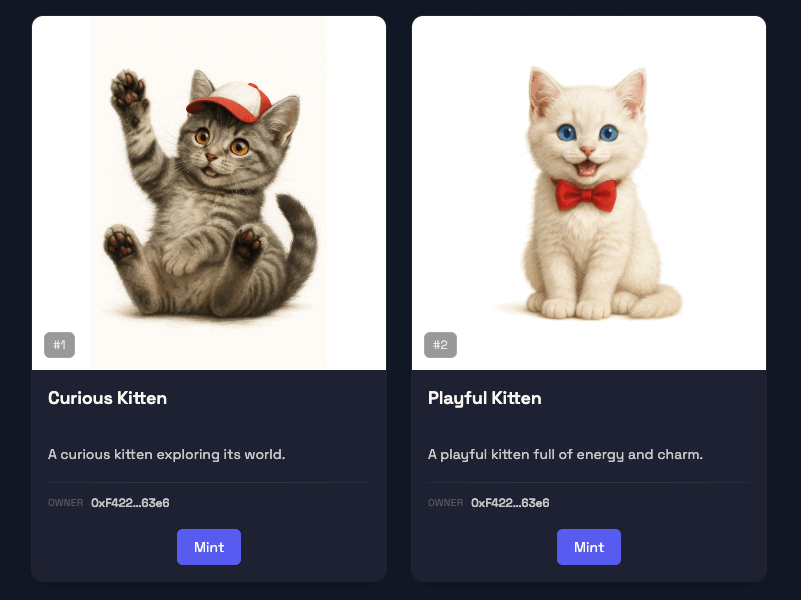 #1
#2
Curious Kitten
Playful Kitten
A curious kitten exploring its world.
A playful kitten full of energy and charm.
OWNER 0xF422...63e6
OWNER 0xF422...63e6
Mint
Mint